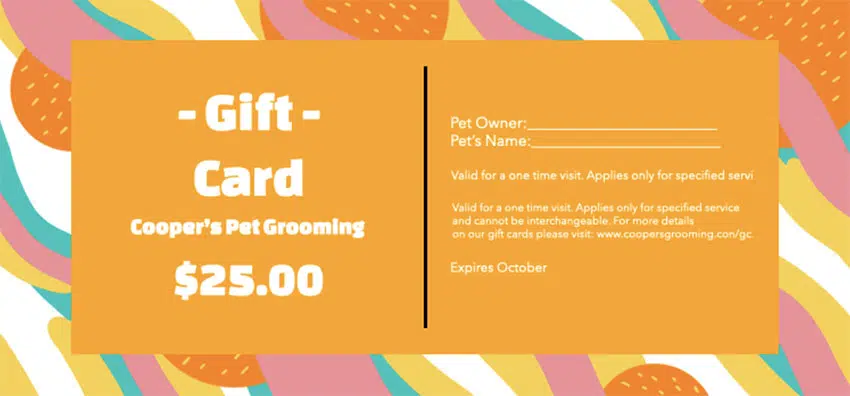 - Gift -
Card
Cooper's Pet Grooming
$25.00
Pet Owner:_______________________
Pet's Name:_______________________
Valid for a one time visit. Applies only for specified servi
Valid for a one time visit. Applies only for specified service
and cannot be interchangeable. For more details
on our gift cards please visit: www.coopersgrooming.con/gc.
Expires October